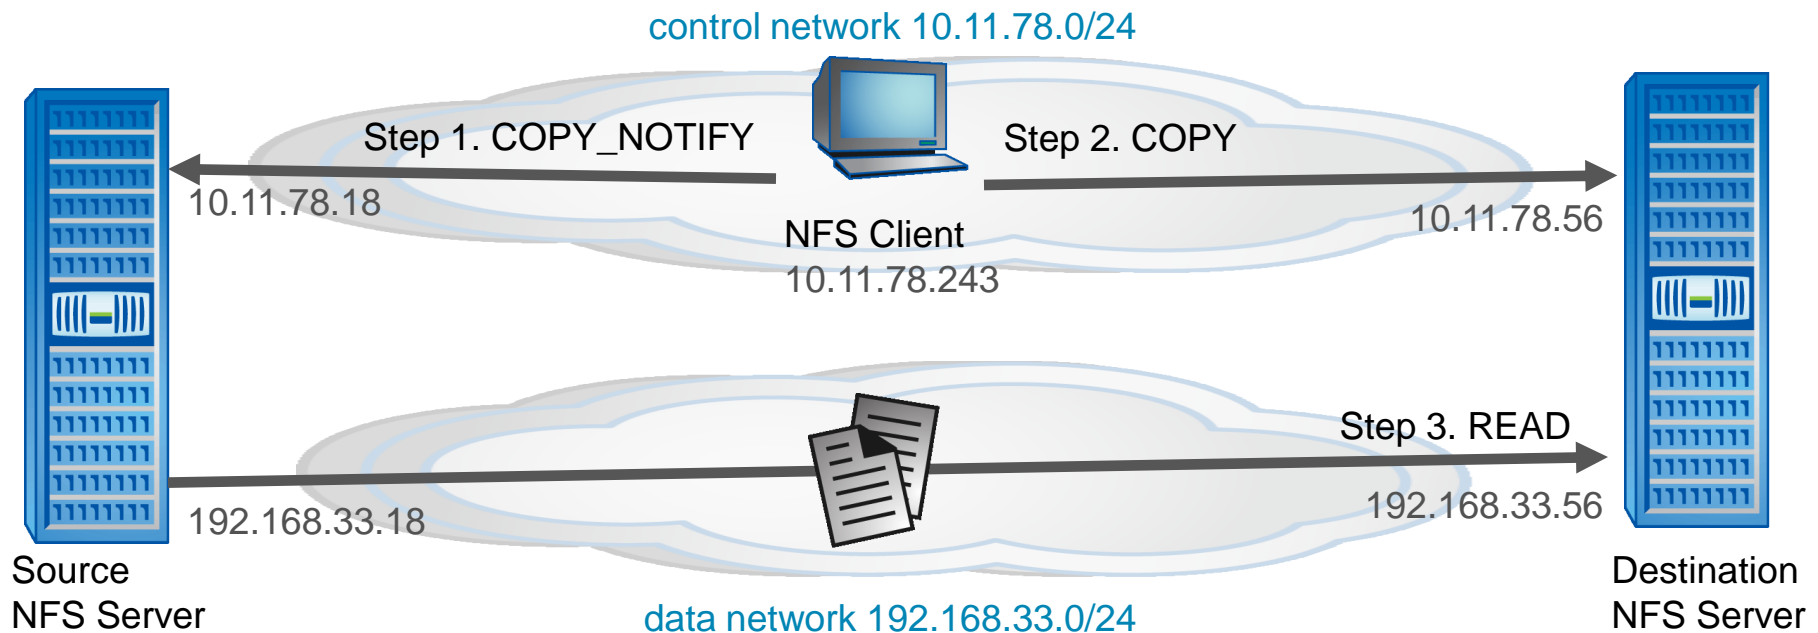 control network 10.11.78.0/24
Step 1. COPY_NOTIFY
Step 2. COPY
10.11.78.18
10.11.78.56
NFS Client
10.11.78.243
Step 3. READ
192.168.33.18
192.168.33.56
Source
NFS Server
Destination
NFS Server
data network 192.168.33.0/24